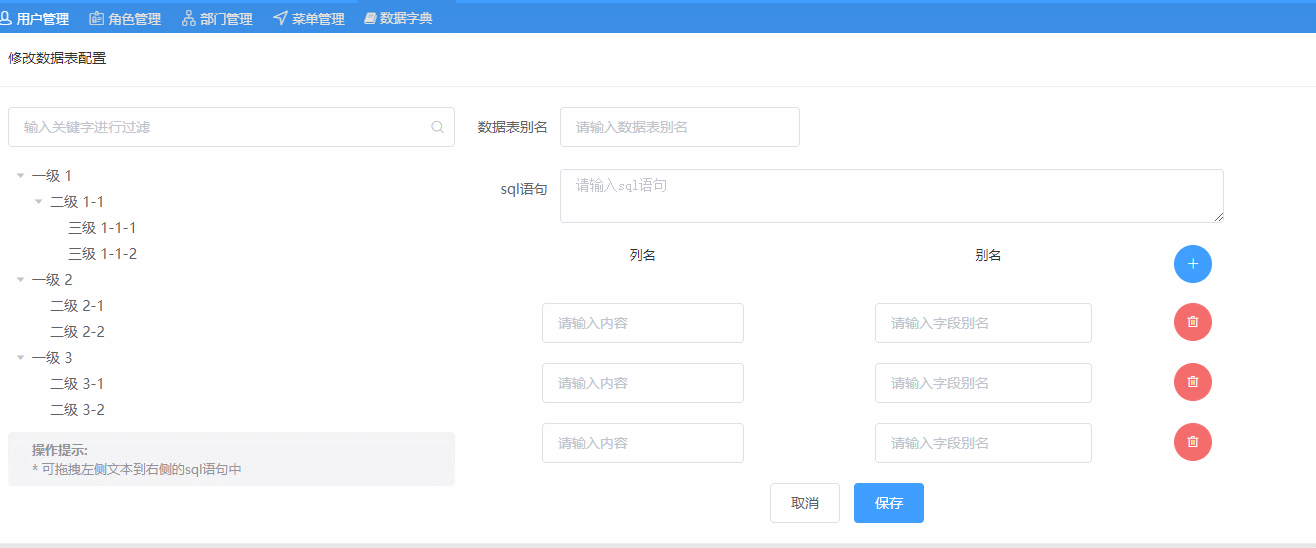 用户管理 角色管理 部门管理 菜单管理 数据字典
修改数据表配置
输入关键字进行过滤
数据表别名 请输入数据表别名
一级 1
二级 1-1
三级 1-1-1
三级 1-1-2
一级 2
二级 2-1
二级 2-2
一级 3
二级 3-1
二级 3-2
操作提示:
* 可拖拽左侧文本到右侧的sql语句中
sql语句 请输入sql语句
列名 别名
请输入内容 请输入字段别名
请输入内容 请输入字段别名
请输入内容 请输入字段别名
取消 保存